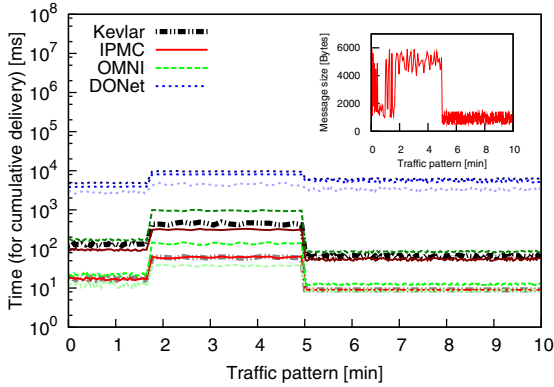 Time (for cumulative delivery) [ms]
10^8
10^7
10^6
10^5
10^4
10^3
10^2
10^1
10^0
Kevlar
IPMC
OMNI
DONet
Message size [Bytes]
6000
4000
2000
0
0 2 4 6 8 10
Traffic pattern [min]
0 1 2 3 4 5 6 7 8 9 10
Traffic pattern [min]